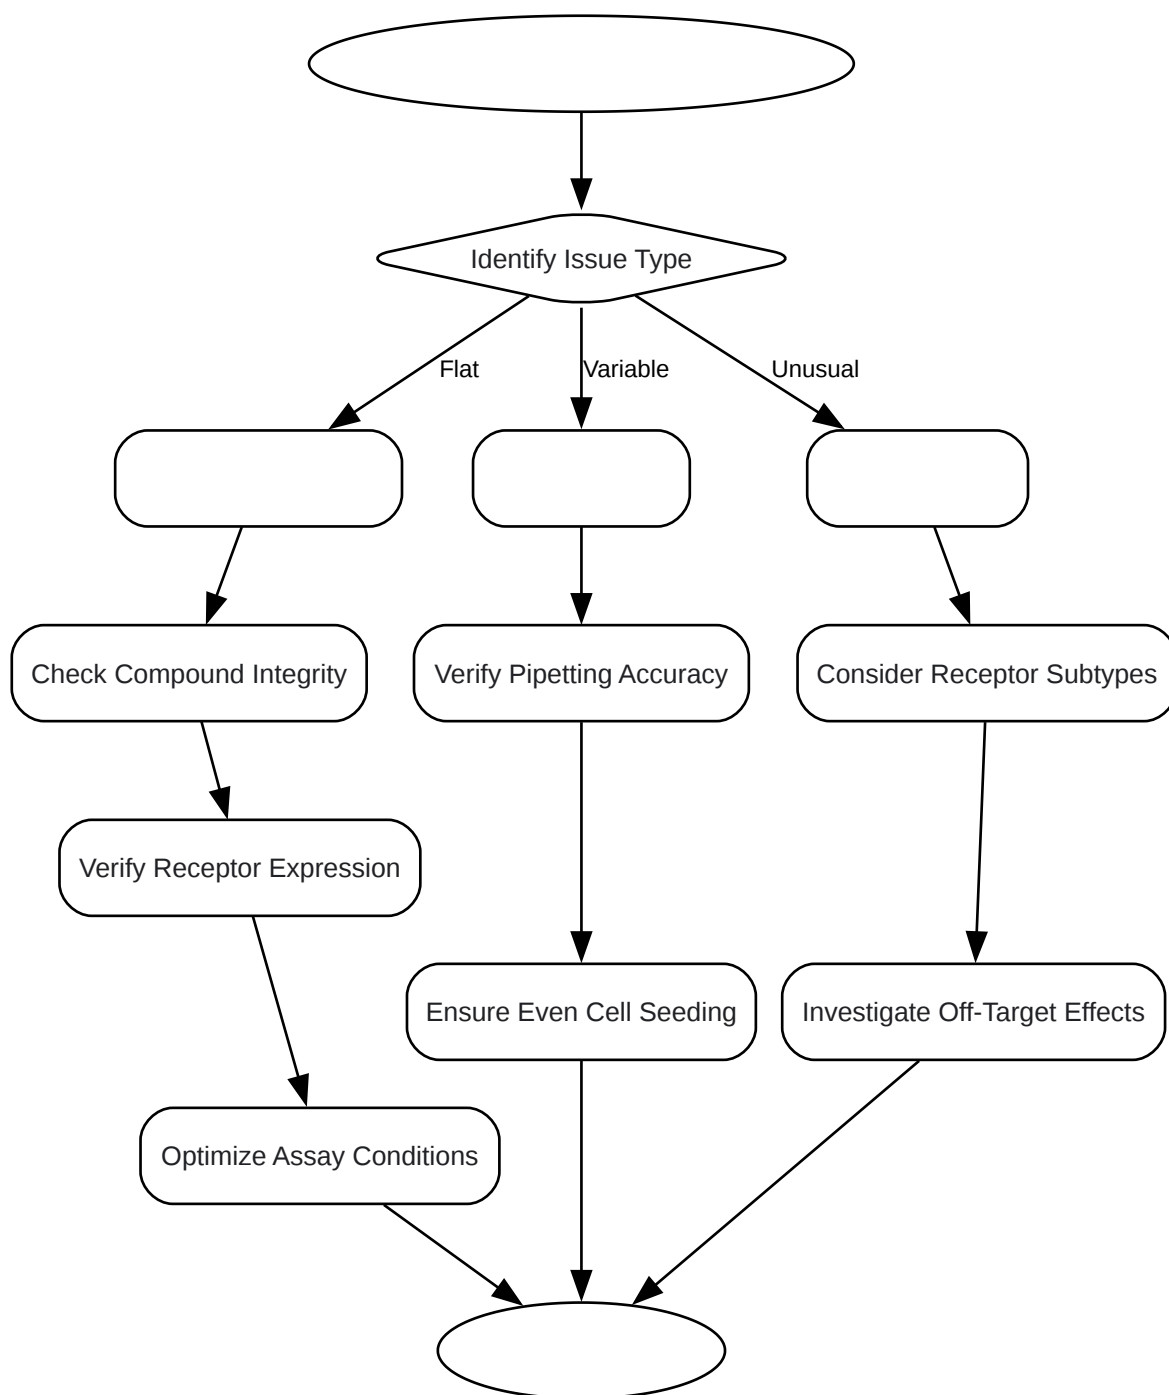 Identify Issue Type
Flat
Variable
Unusual
Check Compound Integrity
Verify Pipetting Accuracy
Consider Receptor Subtypes
Verify Receptor Expression
Ensure Even Cell Seeding
Investigate Off-Target Effects
Optimize Assay Conditions